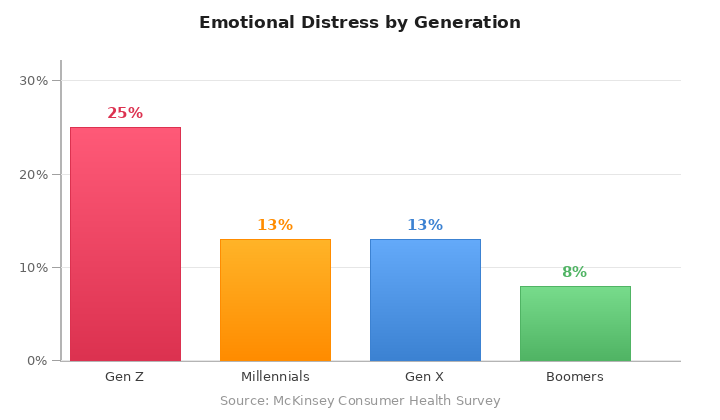 Emotional Distress by Generation
30%
20%
10%
0%
25%
13%
13%
8%
Gen Z
Millennials
Gen X
Boomers
Source: McKinsey Consumer Health Survey